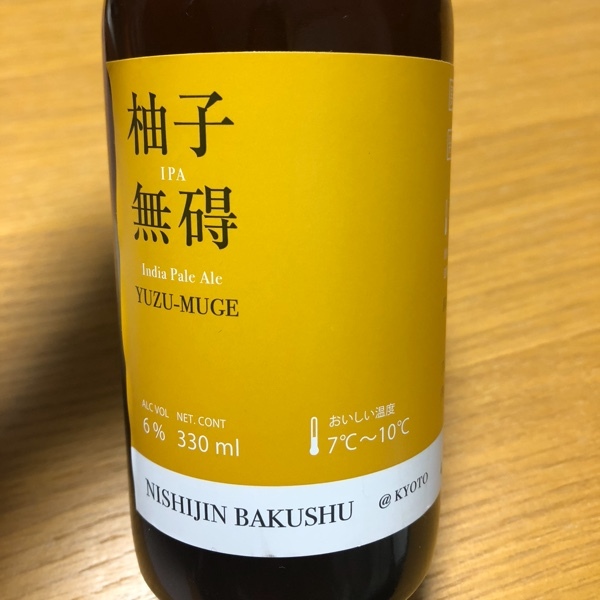 柚子
IPA
無碍
India Pale Ale
YUZU-MUGE
ALC VOL
6%
NET. CONT
330 ml
おいしい温度
7℃～10℃
NISHIJIN BAKUSHU
@ KYOTO